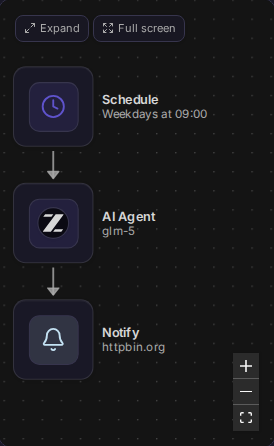 Expand
Full screen
Schedule
Weekdays at 09:00
AI Agent
glm-5
Notify
httpbin.org